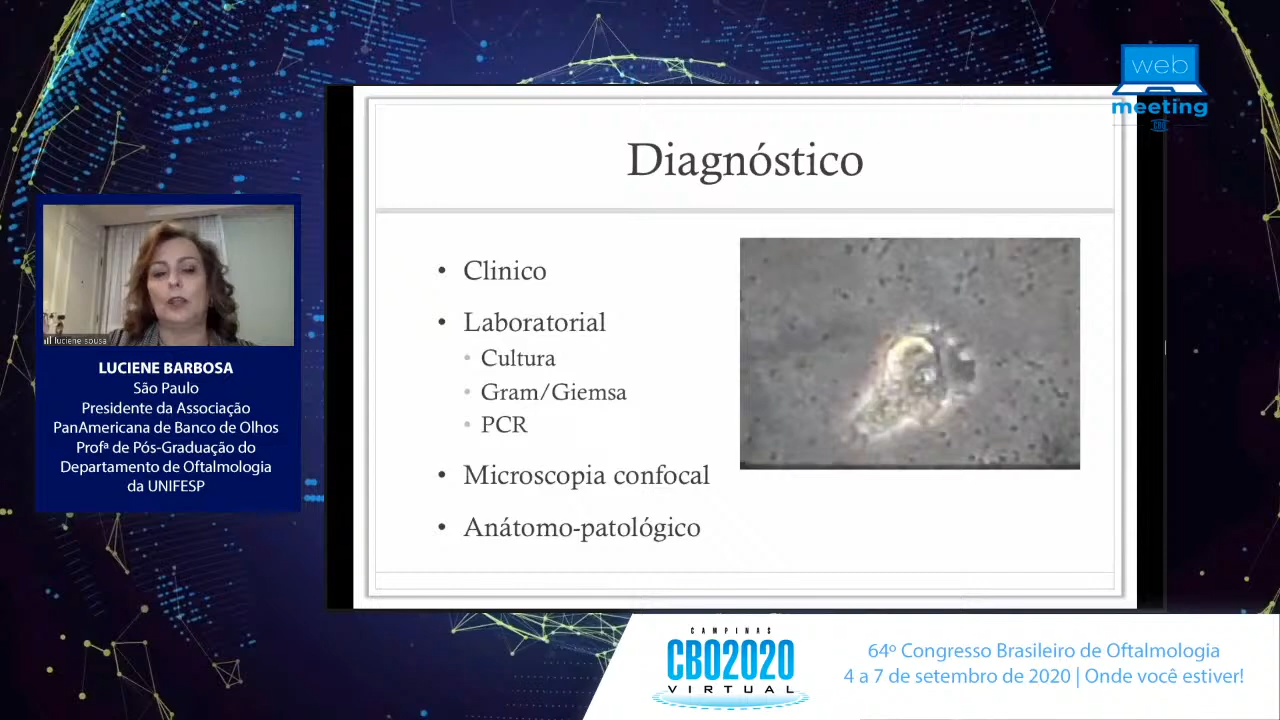 web
meeting
CBO
Diagnóstico
• Clinico
• Laboratorial
• Cultura
• Gram/Giemsa
• PCR
• Microscopia confocal
• Anátomo-patológico
luciene sousa
LUCIENE BARBOSA
São Paulo
Presidente da Associação
PanAmericana de Banco de Olhos
Profª de Pós-Graduação do
Departamento de Oftalmologia
da UNIFESP
CAMPINAS
CBO2020
VIRTUAL
64º Congresso Brasileiro de Oftalmologia
4 a 7 de setembro de 2020 | Onde você estiver!